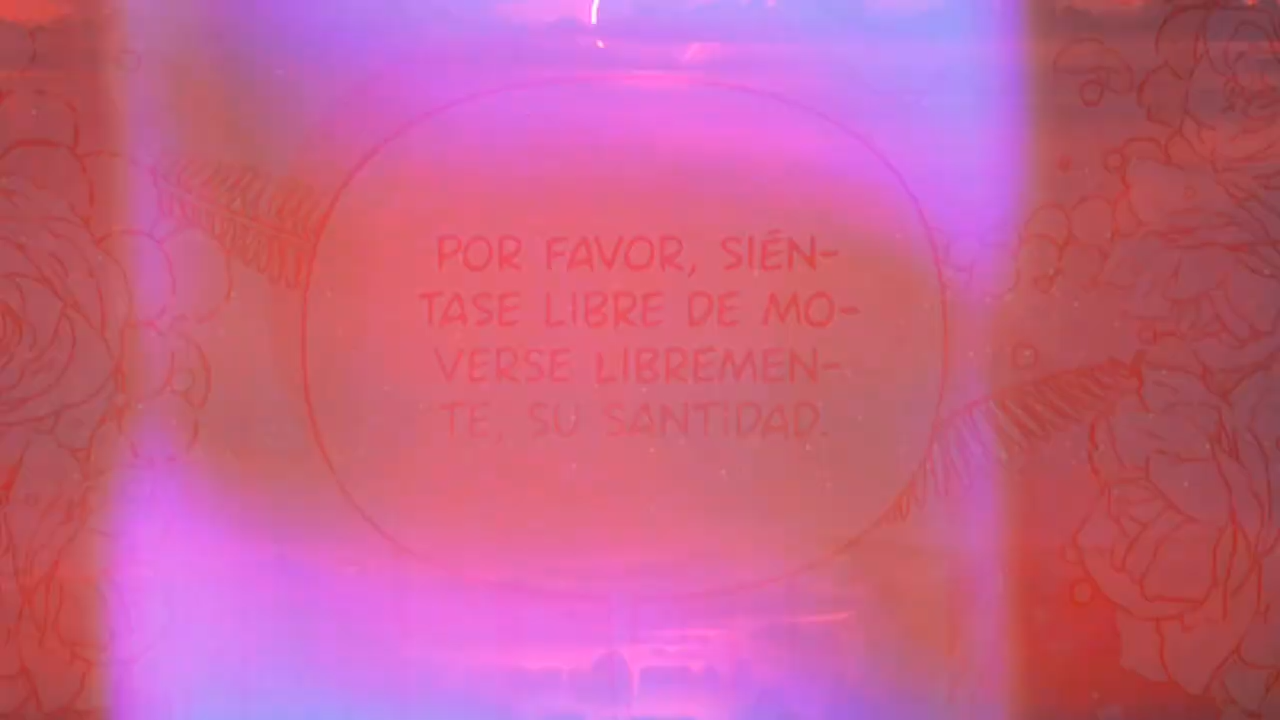 POR FAVOR, SIÉN-
TASE LIBRE DE MO-
VERSE LIBREMEN-
TE, SU SANTIDAD.